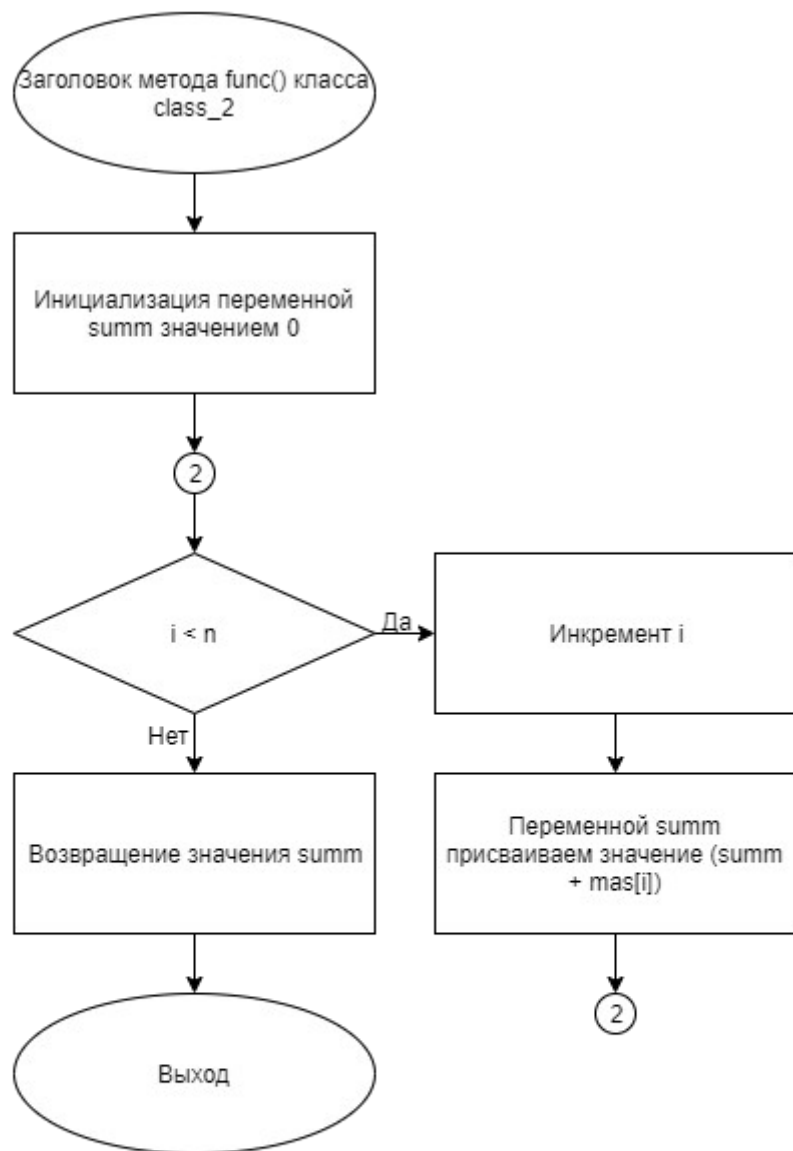 Заголовок метода func() класса
class_2
Инициализация переменной
summ значением 0
2
i < n
Да
Инкремент i
Нет
Возвращение значения summ
Переменной summ
присваиваем значение (summ
+ mas[i])
Выход
2